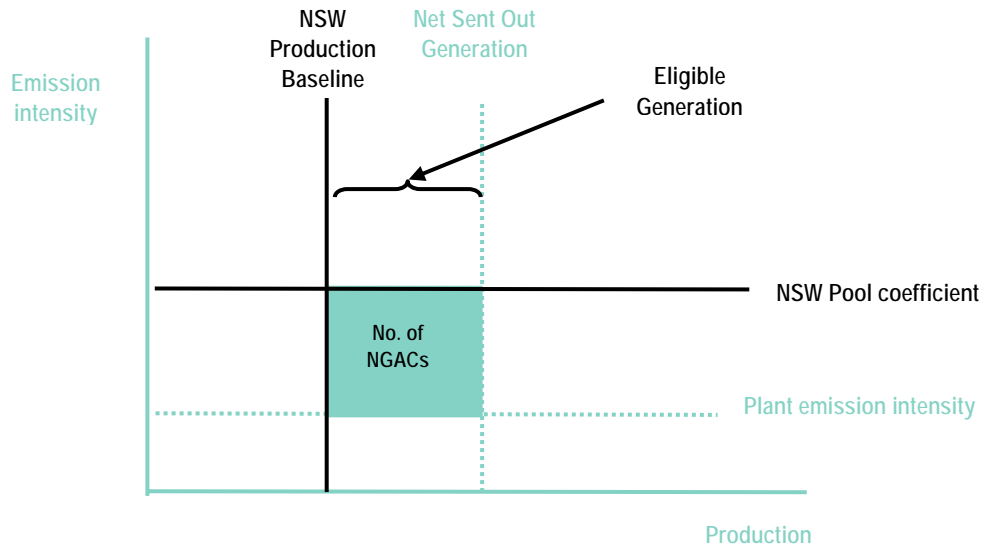 NSW
Production
Baseline
Net Sent Out
Generation
Emission
intensity
Eligible
Generation
NSW Pool coefficient
No. of
NGACs
Plant emission intensity
Production